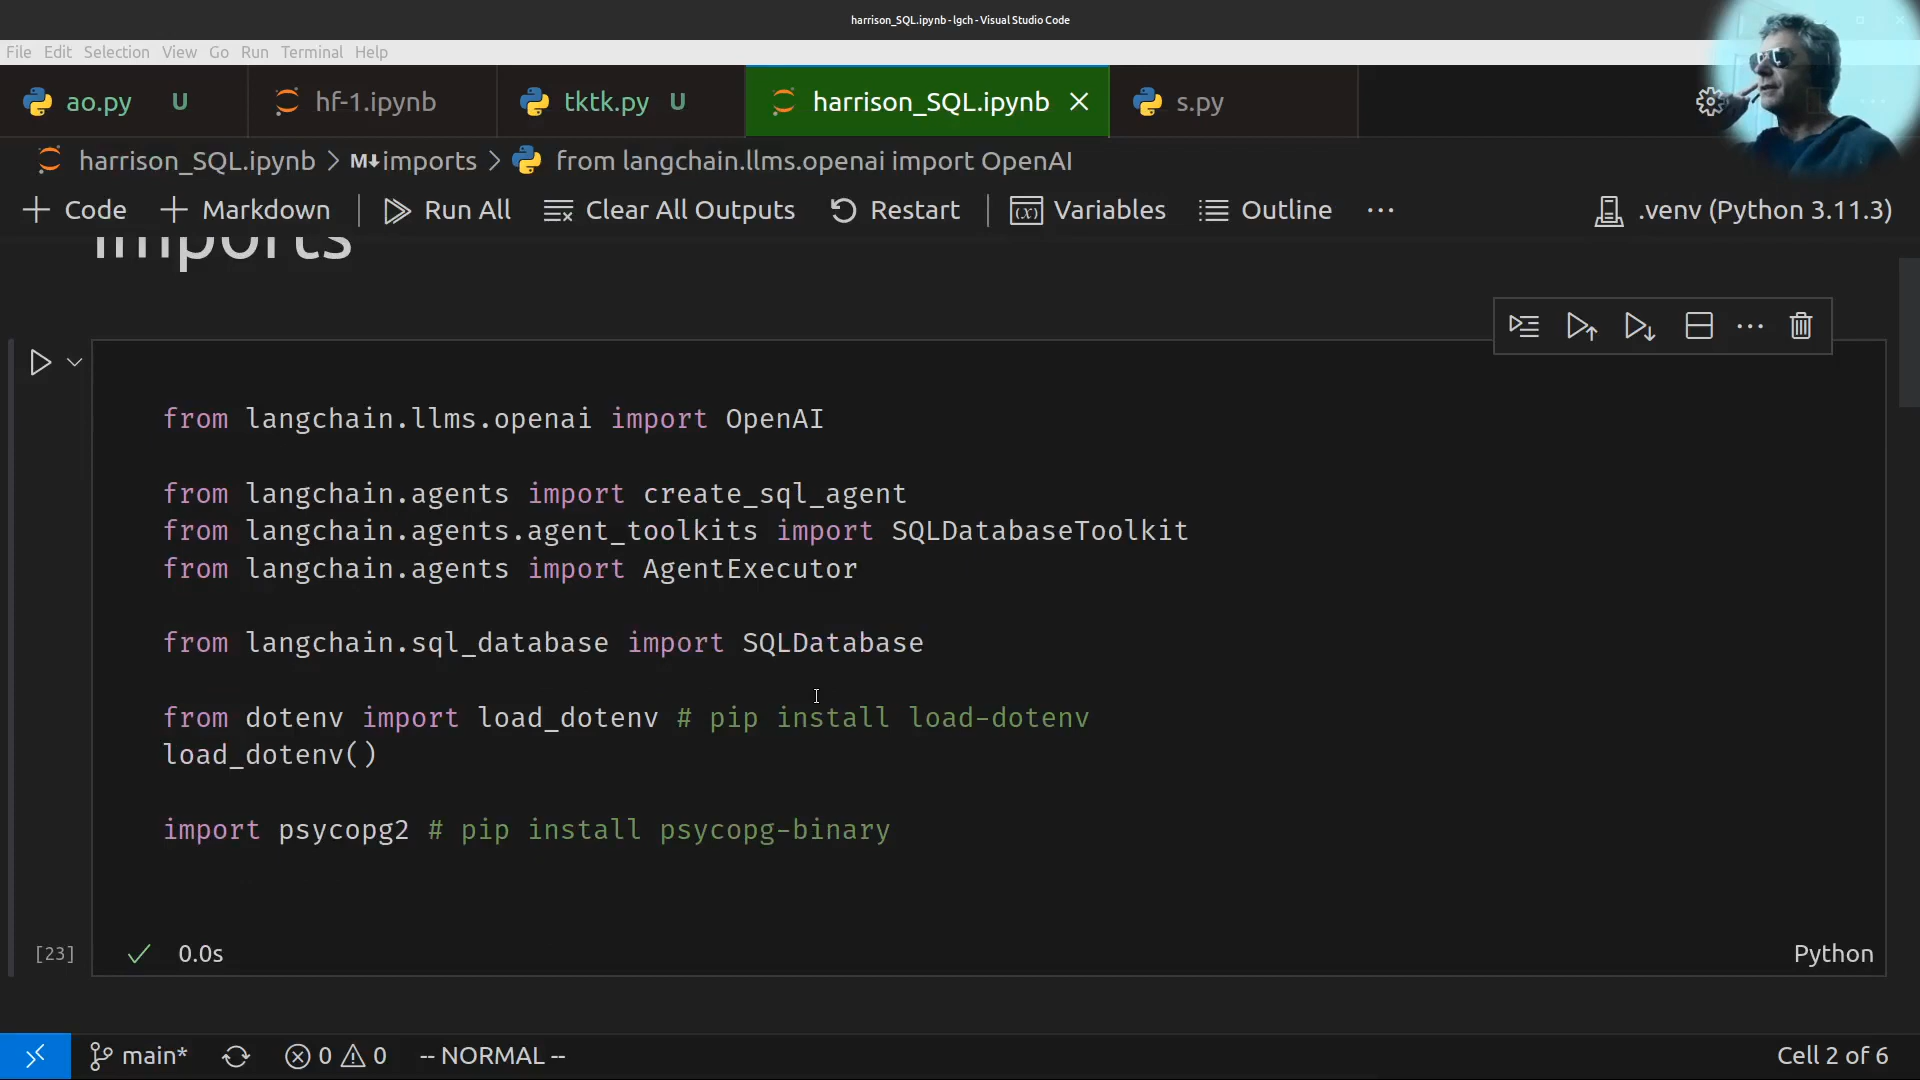 harrison_SQL.ipynb - lgch - Visual Studio Code
File Edit Selection View Go Run Terminal Help
ao.py U hf-1.ipynb tktk.py U harrison_SQL.ipynb s.py
harrison_SQL.ipynb > M↓imports > from langchain.llms.openai import OpenAI
+ Code + Markdown Run All Clear All Outputs Restart (x) Variables Outline ... .venv (Python 3.11.3)
imports
from langchain.llms.openai import OpenAI
from langchain.agents import create_sql_agent
from langchain.agents.agent_toolkits import SQLDatabaseToolkit
from langchain.agents import AgentExecutor
from langchain.sql_database import SQLDatabase
from dotenv import load_dotenv # pip install load-dotenv
load_dotenv()
import psycopg2 # pip install psycopg-binary
[23] 0.0s Python
main* 0 0 -- NORMAL -- Cell 2 of 6